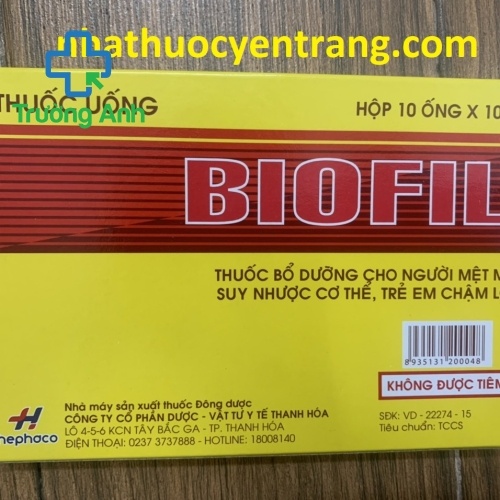 nhathuocyentrang.com
THUỐC UỐNG
Trường Anh
HỘP 10 ỐNG X 10
BIOFIL
THUỐC BỔ DƯỠNG CHO NGƯỜI MỆT M
SUY NHƯỢC CƠ THỂ, TRẺ EM CHẬM L
8935131200048
KHÔNG ĐƯỢC TIÊM
Nhà máy sản xuất thuốc Đông dược
CÔNG TY CỔ PHẦN DƯỢC - VẬT TƯ Y TẾ THANH HÓA
LÔ 4-5-6 KCN TÂY BẮC GA - TP. THANH HÓA
ĐIỆN THOẠI: 0237 3737888 - HOTLINE: 18008140
SĐK: VD - 22274 - 15
Tiêu chuẩn: TCCS
hephaco